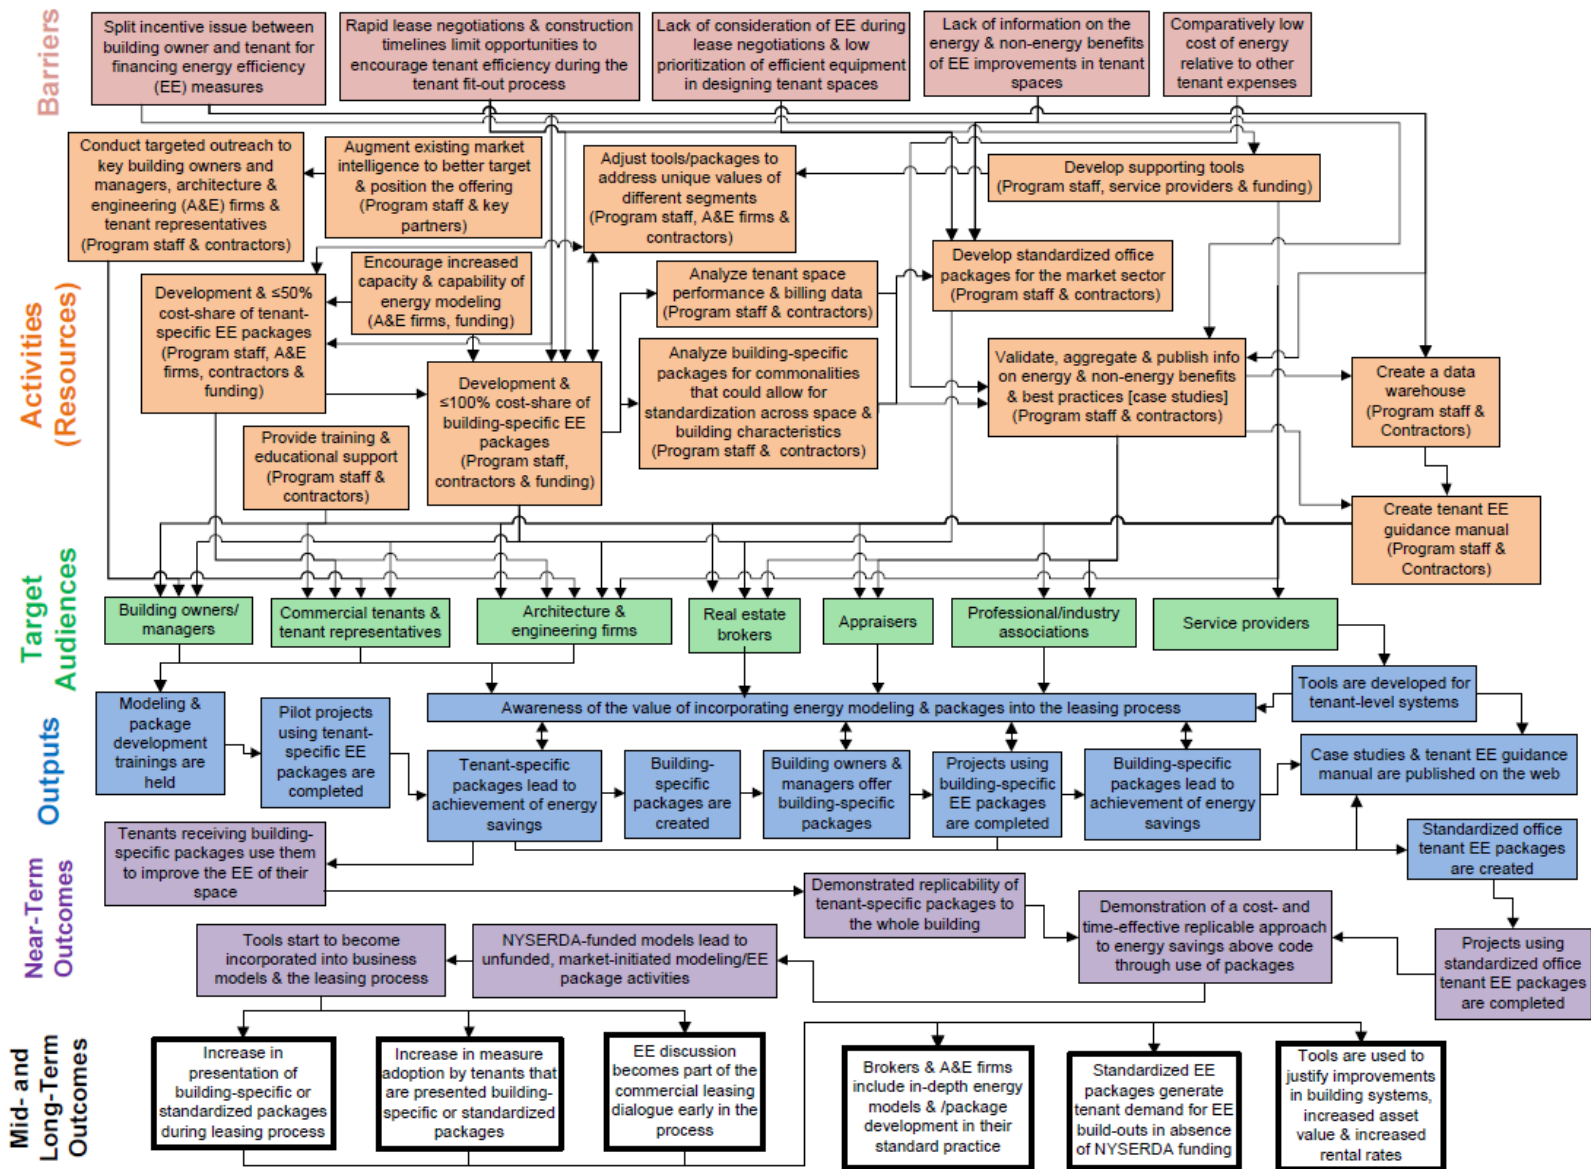 Barriers
Split incentive issue between
building owner and tenant for
financing energy efficiency
(EE) measures
Rapid lease negotiations & construction
timelines limit opportunities to
encourage tenant efficiency during the
tenant fit-out process
Lack of consideration of EE during
lease negotiations & low
prioritization of efficient equipment
in designing tenant spaces
Lack of information on the
energy & non-energy benefits
of EE improvements in tenant
spaces
Comparatively low
cost of energy
relative to other
tenant expenses
Activities
(Resources)
Conduct targeted outreach to
key building owners and
managers, architecture &
engineering (A&E) firms &
tenant representatives
(Program staff & contractors)
Augment existing market
intelligence to better target
& position the offering
(Program staff & key
partners)
Adjust tools/packages to
address unique values of
different segments
(Program staff, A&E firms &
contractors)
Develop supporting tools
(Program staff, service providers & funding)
Development & ≤50%
cost-share of tenant-
specific EE packages
(Program staff, A&E
firms, contractors &
funding)
Encourage increased
capacity & capability of
energy modeling
(A&E firms, funding)
Analyze tenant space
performance & billing data
(Program staff & contractors)
Develop standardized office
packages for the market sector
(Program staff & contractors)
Development &
≤100% cost-share of
building-specific EE
packages
(Program staff,
contractors & funding)
Analyze building-specific
packages for commonalities
that could allow for
standardization across space &
building characteristics
(Program staff & contractors)
Validate, aggregate & publish info
on energy & non-energy benefits
& best practices [case studies]
(Program staff & contractors)
Create a data
warehouse
(Program staff &
Contractors)
Provide training &
educational support
(Program staff &
contractors)
Create tenant EE
guidance manual
(Program staff &
Contractors)
Target
Audiences
Building owners/
managers
Commercial tenants &
tenant representatives
Architecture &
engineering firms
Real estate
brokers
Appraisers
Professional/industry
associations
Service providers
Outputs
Modeling &
package
development
trainings are
held
Pilot projects
using tenant-
specific EE
packages are
completed
Awareness of the value of incorporating energy modeling & packages into the leasing process
Tools are developed for
tenant-level systems
Tenant-specific
packages lead to
achievement of energy
savings
Building-
specific
packages are
created
Building owners &
managers offer
building-specific
packages
Projects using
building-specific
EE packages
are completed
Building-specific
packages lead to
achievement of energy
savings
Case studies & tenant EE guidance
manual are published on the web
Standardized office
tenant EE packages
are created
Near-Term
Outcomes
Tenants receiving building-
specific packages use them
to improve the EE of their
space
Demonstrated replicability of
tenant-specific packages to
the whole building
Demonstration of a cost- and
time-effective replicable approach
to energy savings above code
through use of packages
Projects using
standardized office
tenant EE packages
are completed
Tools start to become
incorporated into business
models & the leasing process
NYSERDA-funded models lead to
unfunded, market-initiated modeling/EE
package activities
Mid- and
Long-Term
Outcomes
Increase in
presentation of
building-specific or
standardized packages
during leasing process
Increase in measure
adoption by tenants that
are presented building-
specific or standardized
packages
EE discussion
becomes part of the
commercial leasing
dialogue early in the
process
Brokers & A&E firms
include in-depth energy
models & /package
development in their
standard practice
Standardized EE
packages generate
tenant demand for EE
build-outs in absence
of NYSERDA funding
Tools are used to
justify improvements
in building systems,
increased asset
value & increased
rental rates